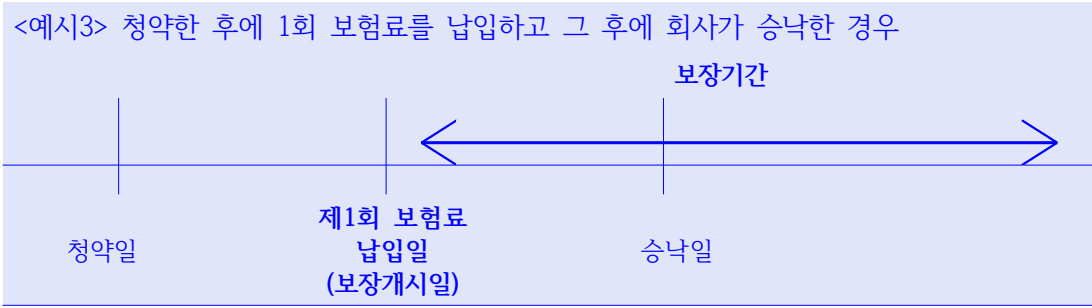 <예시3> 청약한 후에 1회 보험료를 납입하고 그 후에 회사가 승낙한 경우
보장기간
청약일
제1회 보험료
납입일
(보장개시일)
승낙일